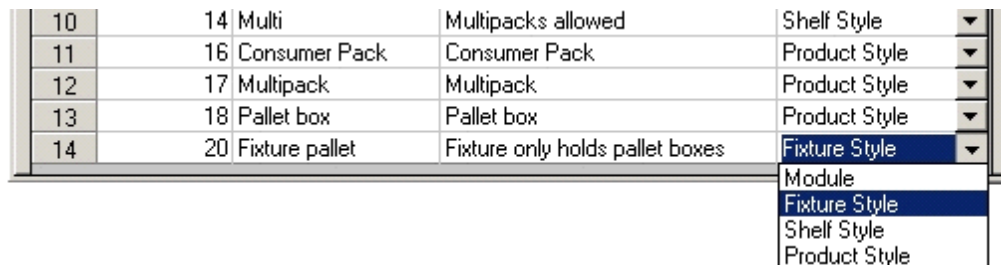 10 14 Multi Multipacks allowed Shelf Style
11 16 Consumer Pack Consumer Pack Product Style
12 17 Multipack Multipack Product Style
13 18 Pallet box Pallet box Product Style
14 20 Fixture pallet Fixture only holds pallet boxes Fixture Style
Module
Fixture Style
Shelf Style
Product Style